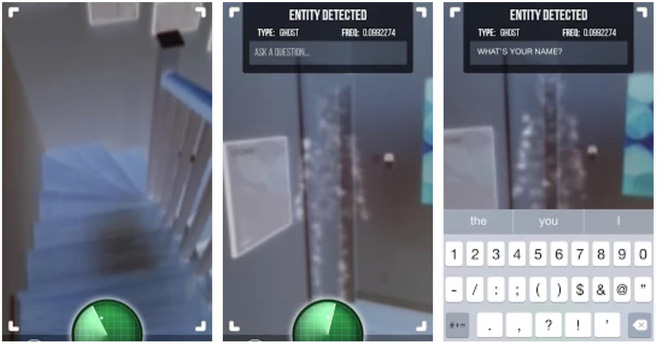 ENTITY DETECTED
TYPE: GHOST FREQ: 0.0992274
ASK A QUESTION...
ENTITY DETECTED
TYPE: GHOST FREQ: 0.0992274
WHAT'S YOUR NAME?
the you I
1 2 3 4 5 6 7 8 9 0
- / : ; ( ) $ & @ "
#+= . , ? ! '